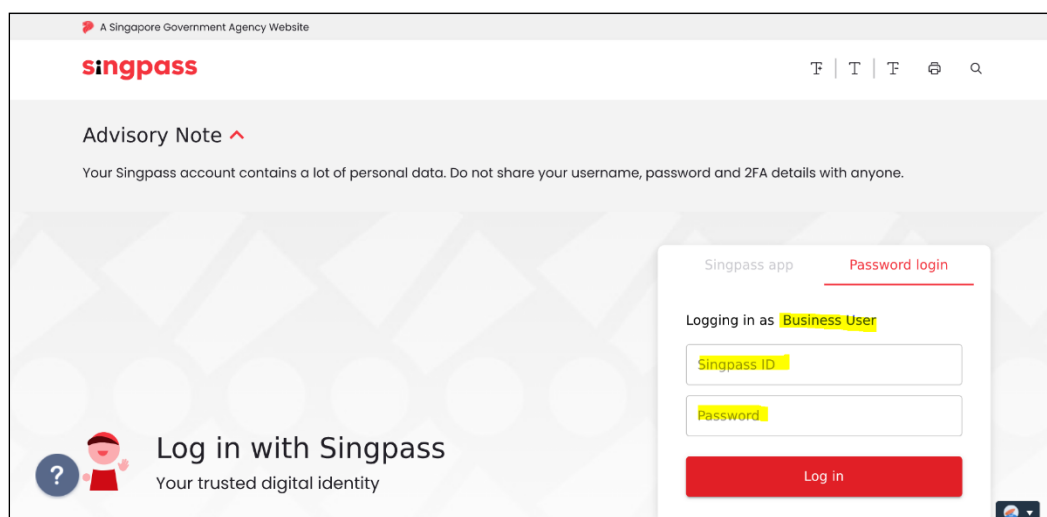 A Singapore Government Agency Website
singpass
T+ T T-
Advisory Note
Your Singpass account contains a lot of personal data. Do not share your username, password and 2FA details with anyone.
Singpass app Password login
Logging in as Business User
Singpass ID
Password
Log in
Log in with Singpass
Your trusted digital identity
?